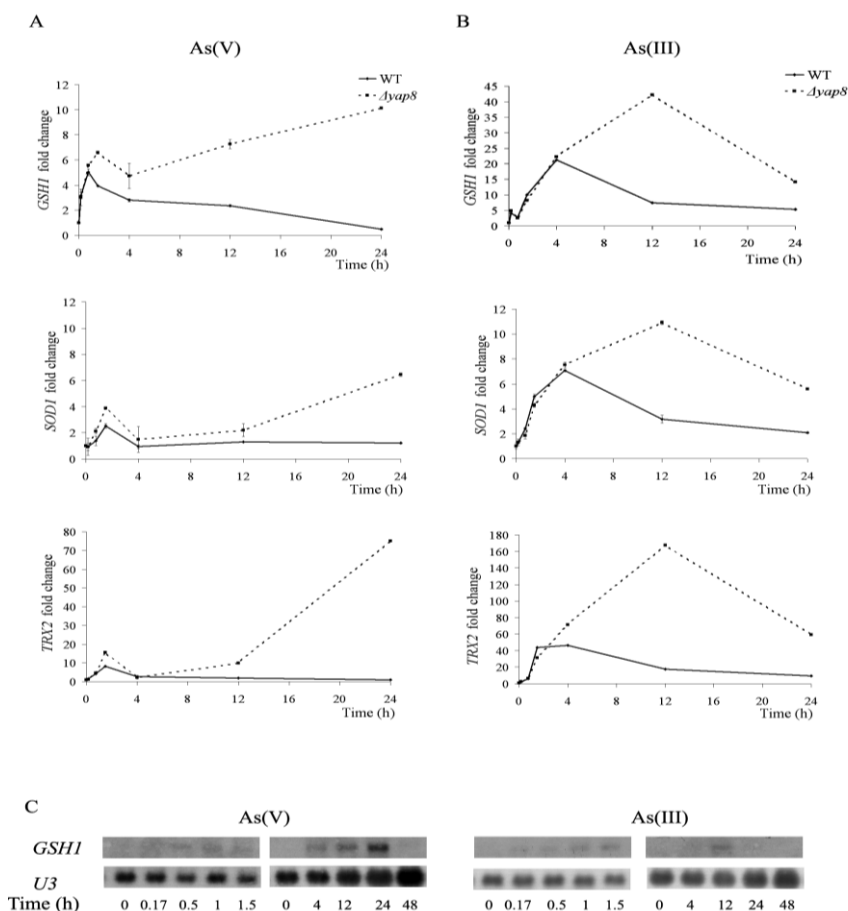 A
As(V)
WT
Δyap8
GSH1 fold change
12
10
8
6
4
2
0
0 4 8 12 16 20 24
Time (h)
SOD1 fold change
12
10
8
6
4
2
0
0 4 8 12 16 20 24
Time (h)
TRX2 fold change
80
70
60
50
40
30
20
10
0
0 4 8 12 16 20 24
Time (h)
B
As(III)
WT
Δyap8
GSH1 fold change
45
40
35
30
25
20
15
10
5
0
0 4 8 12 16 20 24
Time (h)
SOD1 fold change
12
10
8
6
4
2
0
0 4 8 12 16 20 24
Time (h)
TRX2 fold change
180
160
140
120
100
80
60
40
20
0
0 4 8 12 16 20 24
Time (h)
C
As(V) As(III)
GSH1
U3
Time (h) 0 0.17 0.5 1 1.5 0 4 12 24 48 0 0.17 0.5 1 1.5 0 4 12 24 48